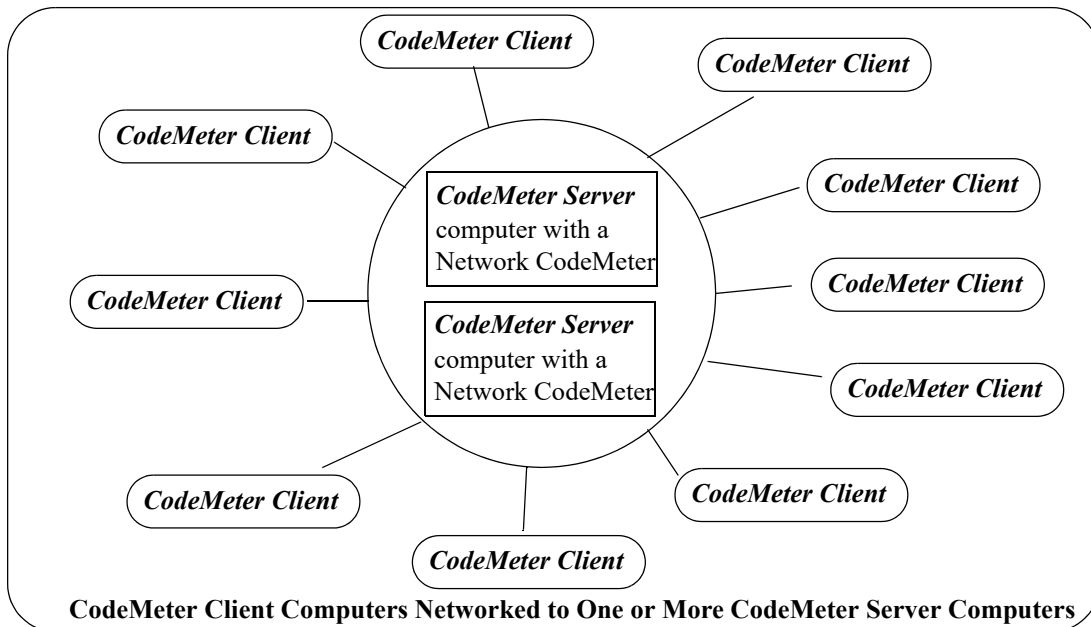 CodeMeter Client
CodeMeter Client
CodeMeter Client
CodeMeter Client
CodeMeter Server
computer with a
Network CodeMeter
CodeMeter Client
CodeMeter Client
CodeMeter Server
computer with a
Network CodeMeter
CodeMeter Client
CodeMeter Client
CodeMeter Client
CodeMeter Client
CodeMeter Client Computers Networked to One or More CodeMeter Server Computers